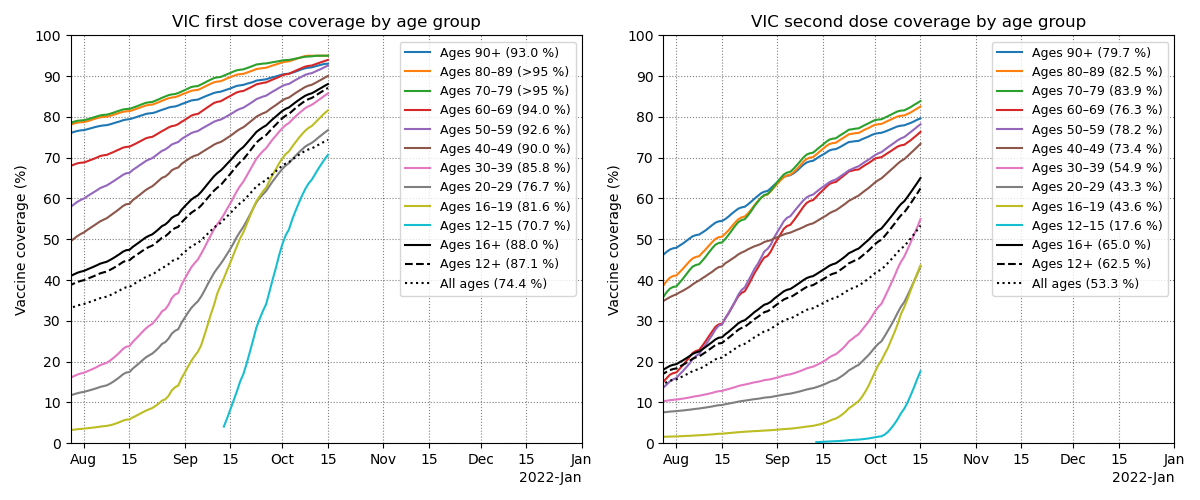 VIC first dose coverage by age group
Vaccine coverage (%)
100
90
80
70
60
50
40
30
20
10
0
Ages 90+ (93.0 %)
Ages 80–89 (>95 %)
Ages 70–79 (>95 %)
Ages 60–69 (94.0 %)
Ages 50–59 (92.6 %)
Ages 40–49 (90.0 %)
Ages 30–39 (85.8 %)
Ages 20–29 (76.7 %)
Ages 16–19 (81.6 %)
Ages 12–15 (70.7 %)
Ages 16+ (88.0 %)
Ages 12+ (87.1 %)
All ages (74.4 %)
Aug 15 Sep 15 Oct 15 Nov 15 Dec 15 Jan
2022-Jan
VIC second dose coverage by age group
Vaccine coverage (%)
100
90
80
70
60
50
40
30
20
10
0
Ages 90+ (79.7 %)
Ages 80–89 (82.5 %)
Ages 70–79 (83.9 %)
Ages 60–69 (76.3 %)
Ages 50–59 (78.2 %)
Ages 40–49 (73.4 %)
Ages 30–39 (54.9 %)
Ages 20–29 (43.3 %)
Ages 16–19 (43.6 %)
Ages 12–15 (17.6 %)
Ages 16+ (65.0 %)
Ages 12+ (62.5 %)
All ages (53.3 %)
Aug 15 Sep 15 Oct 15 Nov 15 Dec 15 Jan
2022-Jan